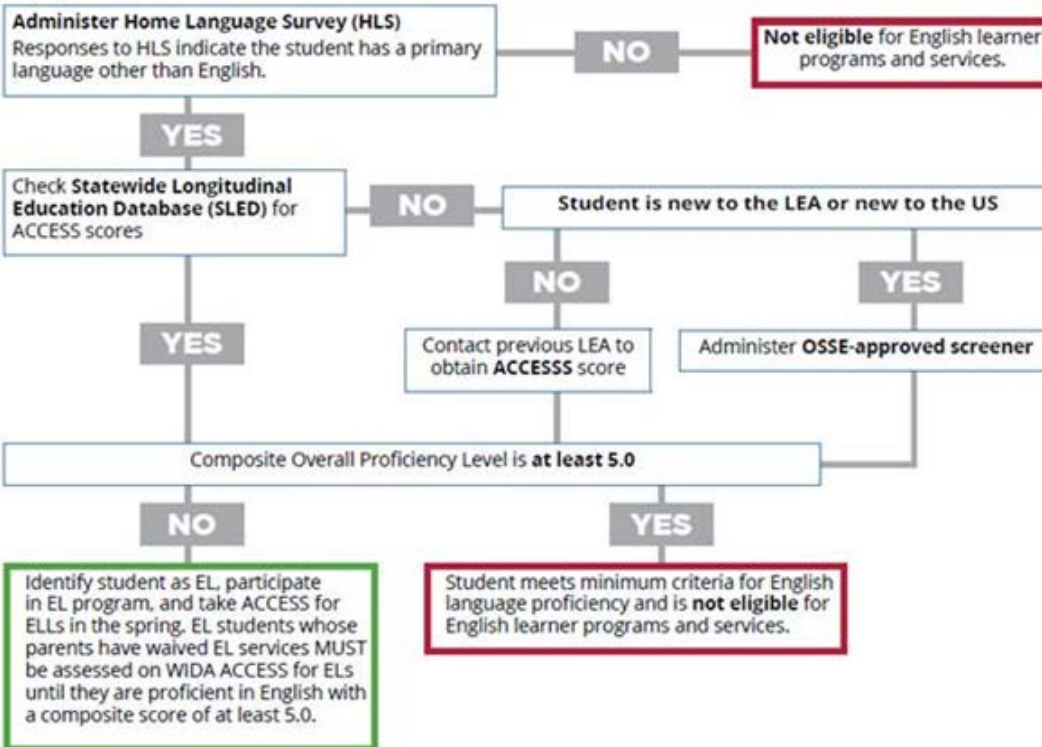 Administer Home Language Survey (HLS)
Responses to HLS indicate the student has a primary
language other than English.
NO
Not eligible for English learner
programs and services.
YES
Check Statewide Longitudinal
Education Database (SLED) for
ACCESS scores
NO
Student is new to the LEA or new to the US
NO
YES
YES
Contact previous LEA to
obtain ACCESSS score
Administer OSSE-approved screener
Composite Overall Proficiency Level is at least 5.0
NO
YES
Identify student as EL, participate
in EL program, and take ACCESS for
ELLs in the spring. EL students whose
parents have waived EL services MUST
be assessed on WIDA ACCESS for ELs
until they are proficient in English with
a composite score of at least 5.0.
Student meets minimum criteria for English
language proficiency and is not eligible for
English learner programs and services.